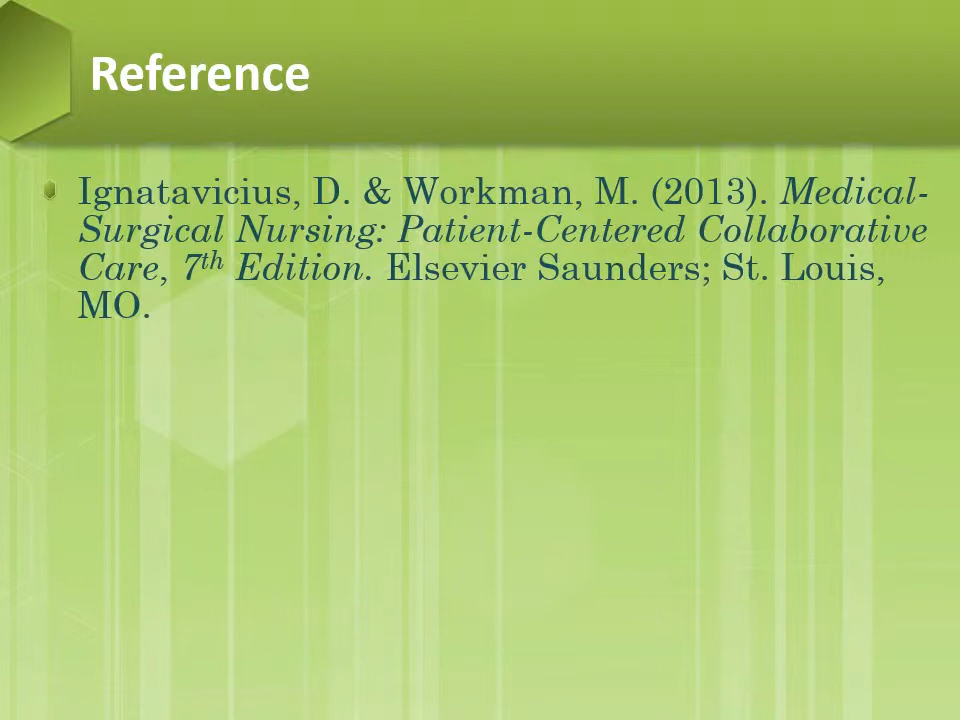 Reference
Ignatavicius, D. & Workman, M. (2013). Medical-
Surgical Nursing: Patient-Centered Collaborative
Care, 7th Edition. Elsevier Saunders; St. Louis,
MO.